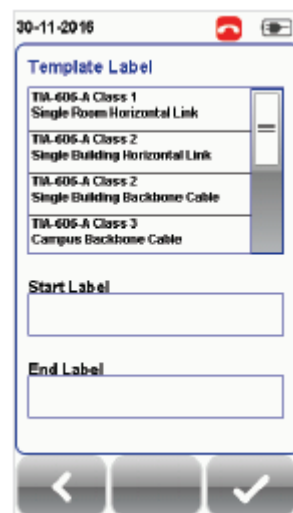 30-11-2016
Template Label
TIA-606-A Class 1
Single Room Horizontal Link
TIA-606-A Class 2
Single Building Horizontal Link
TIA-606-A Class 2
Single Building Backbone Cable
TIA-606-A Class 3
Campus Backbone Cable
Start Label
End Label